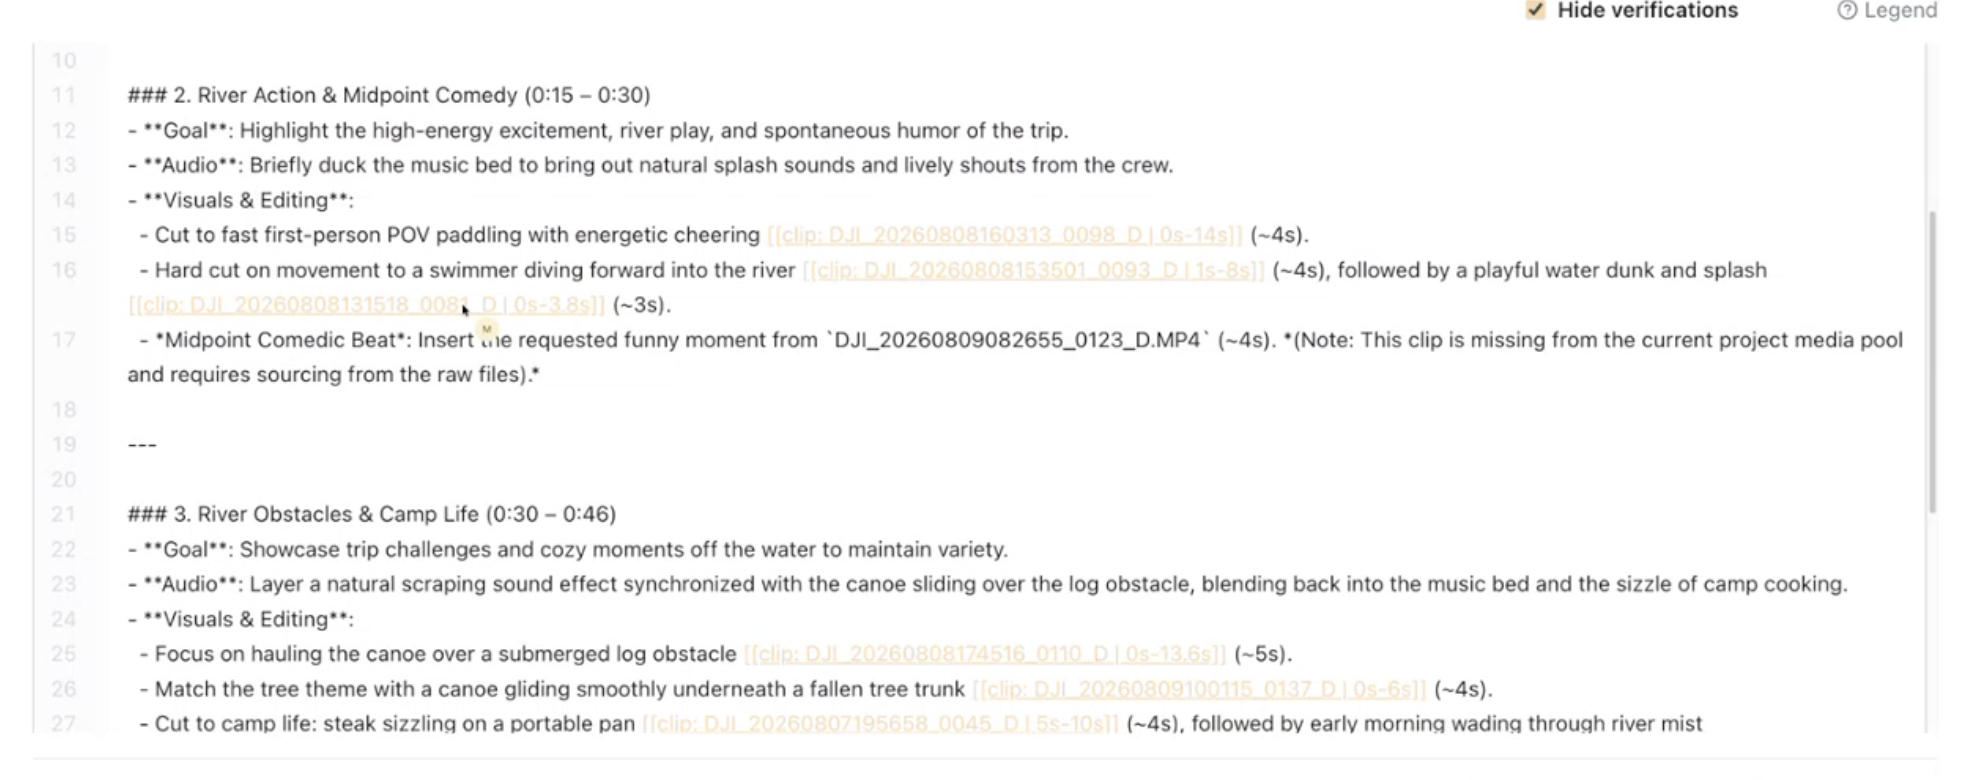 Hide verifications
Legend
10
11 ### 2. River Action & Midpoint Comedy (0:15 – 0:30)
12 - **Goal**: Highlight the high-energy excitement, river play, and spontaneous humor of the trip.
13 - **Audio**: Briefly duck the music bed to bring out natural splash sounds and lively shouts from the crew.
14 - **Visuals & Editing**:
15 - Cut to fast first-person POV paddling with energetic cheering [[clip: DJI_20260808160313_0098_D | 0s-14s]] (~4s).
16 - Hard cut on movement to a swimmer diving forward into the river [[clip: DJI_20260808153501_0093_D | 1s-8s]] (~4s), followed by a playful water dunk and splash
[[clip: DJI_20260808131518_0081_D | 0s-3.8s]] (~3s).
M
17 - *Midpoint Comedic Beat*: Insert the requested funny moment from `DJI_20260809082655_0123_D.MP4` (~4s). *(Note: This clip is missing from the current project media pool
and requires sourcing from the raw files).*
18
19 ---
20
21 ### 3. River Obstacles & Camp Life (0:30 – 0:46)
22 - **Goal**: Showcase trip challenges and cozy moments off the water to maintain variety.
23 - **Audio**: Layer a natural scraping sound effect synchronized with the canoe sliding over the log obstacle, blending back into the music bed and the sizzle of camp cooking.
24 - **Visuals & Editing**:
25 - Focus on hauling the canoe over a submerged log obstacle [[clip: DJI_20260808174516_0110_D | 0s-13.6s]] (~5s).
26 - Match the tree theme with a canoe gliding smoothly underneath a fallen tree trunk [[clip: DJI_20260809100115_0137_D | 0s-6s]] (~4s).
27 - Cut to camp life: steak sizzling on a portable pan [[clip: DJI_20260807195658_0045_D | 5s-10s]] (~4s), followed by early morning wading through river mist